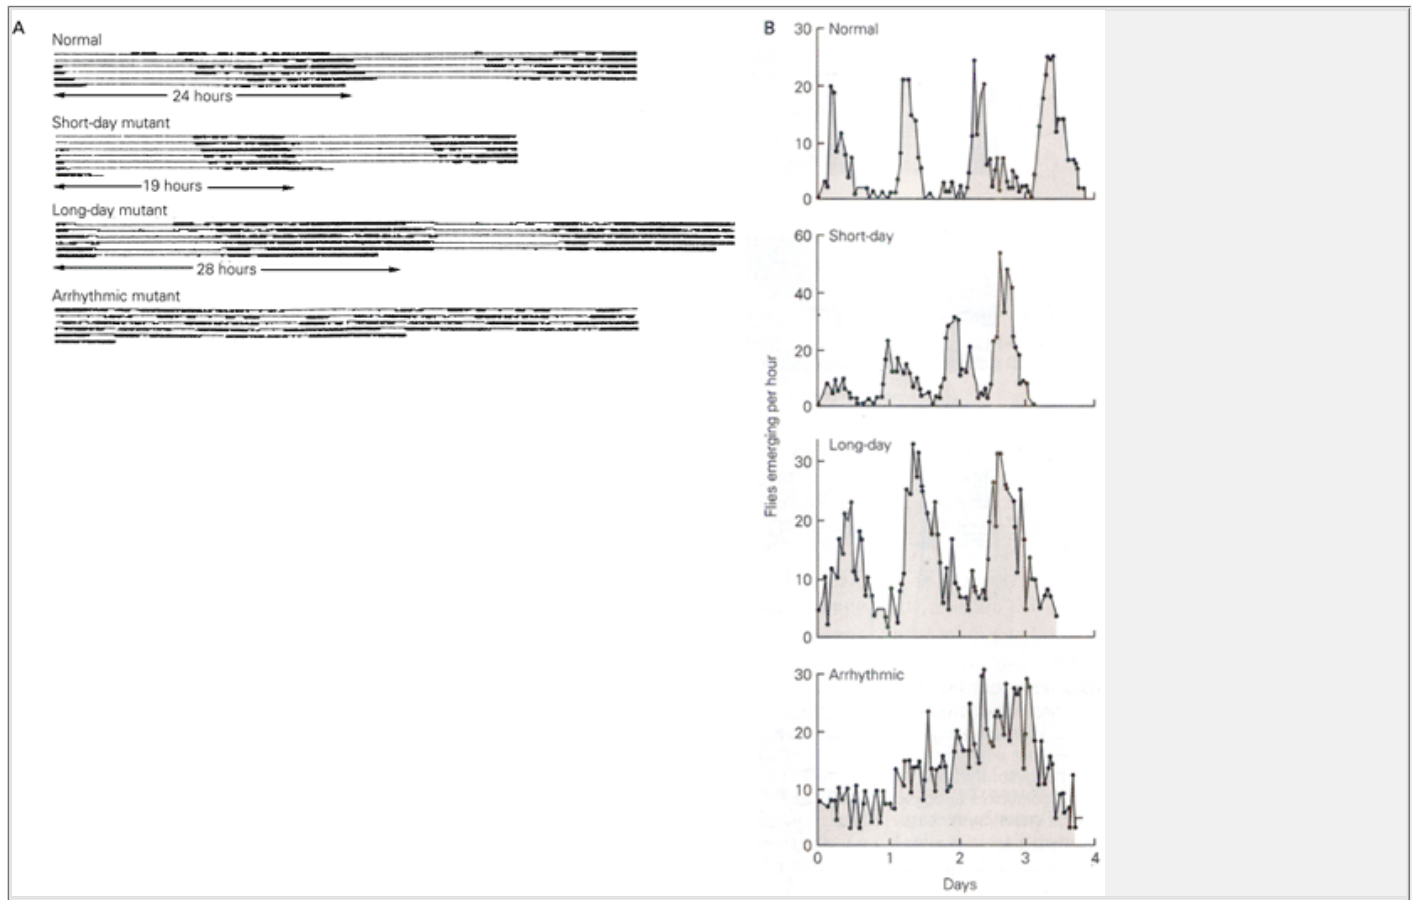 A
Normal
24 hours
Short-day mutant
19 hours
Long-day mutant
28 hours
Arrhythmic mutant
B
Flies emerging per hour
Normal
30
20
10
0
Short-day
60
40
20
0
Long-day
30
20
10
0
Arrhythmic
30
20
10
0
0 1 2 3 4
Days